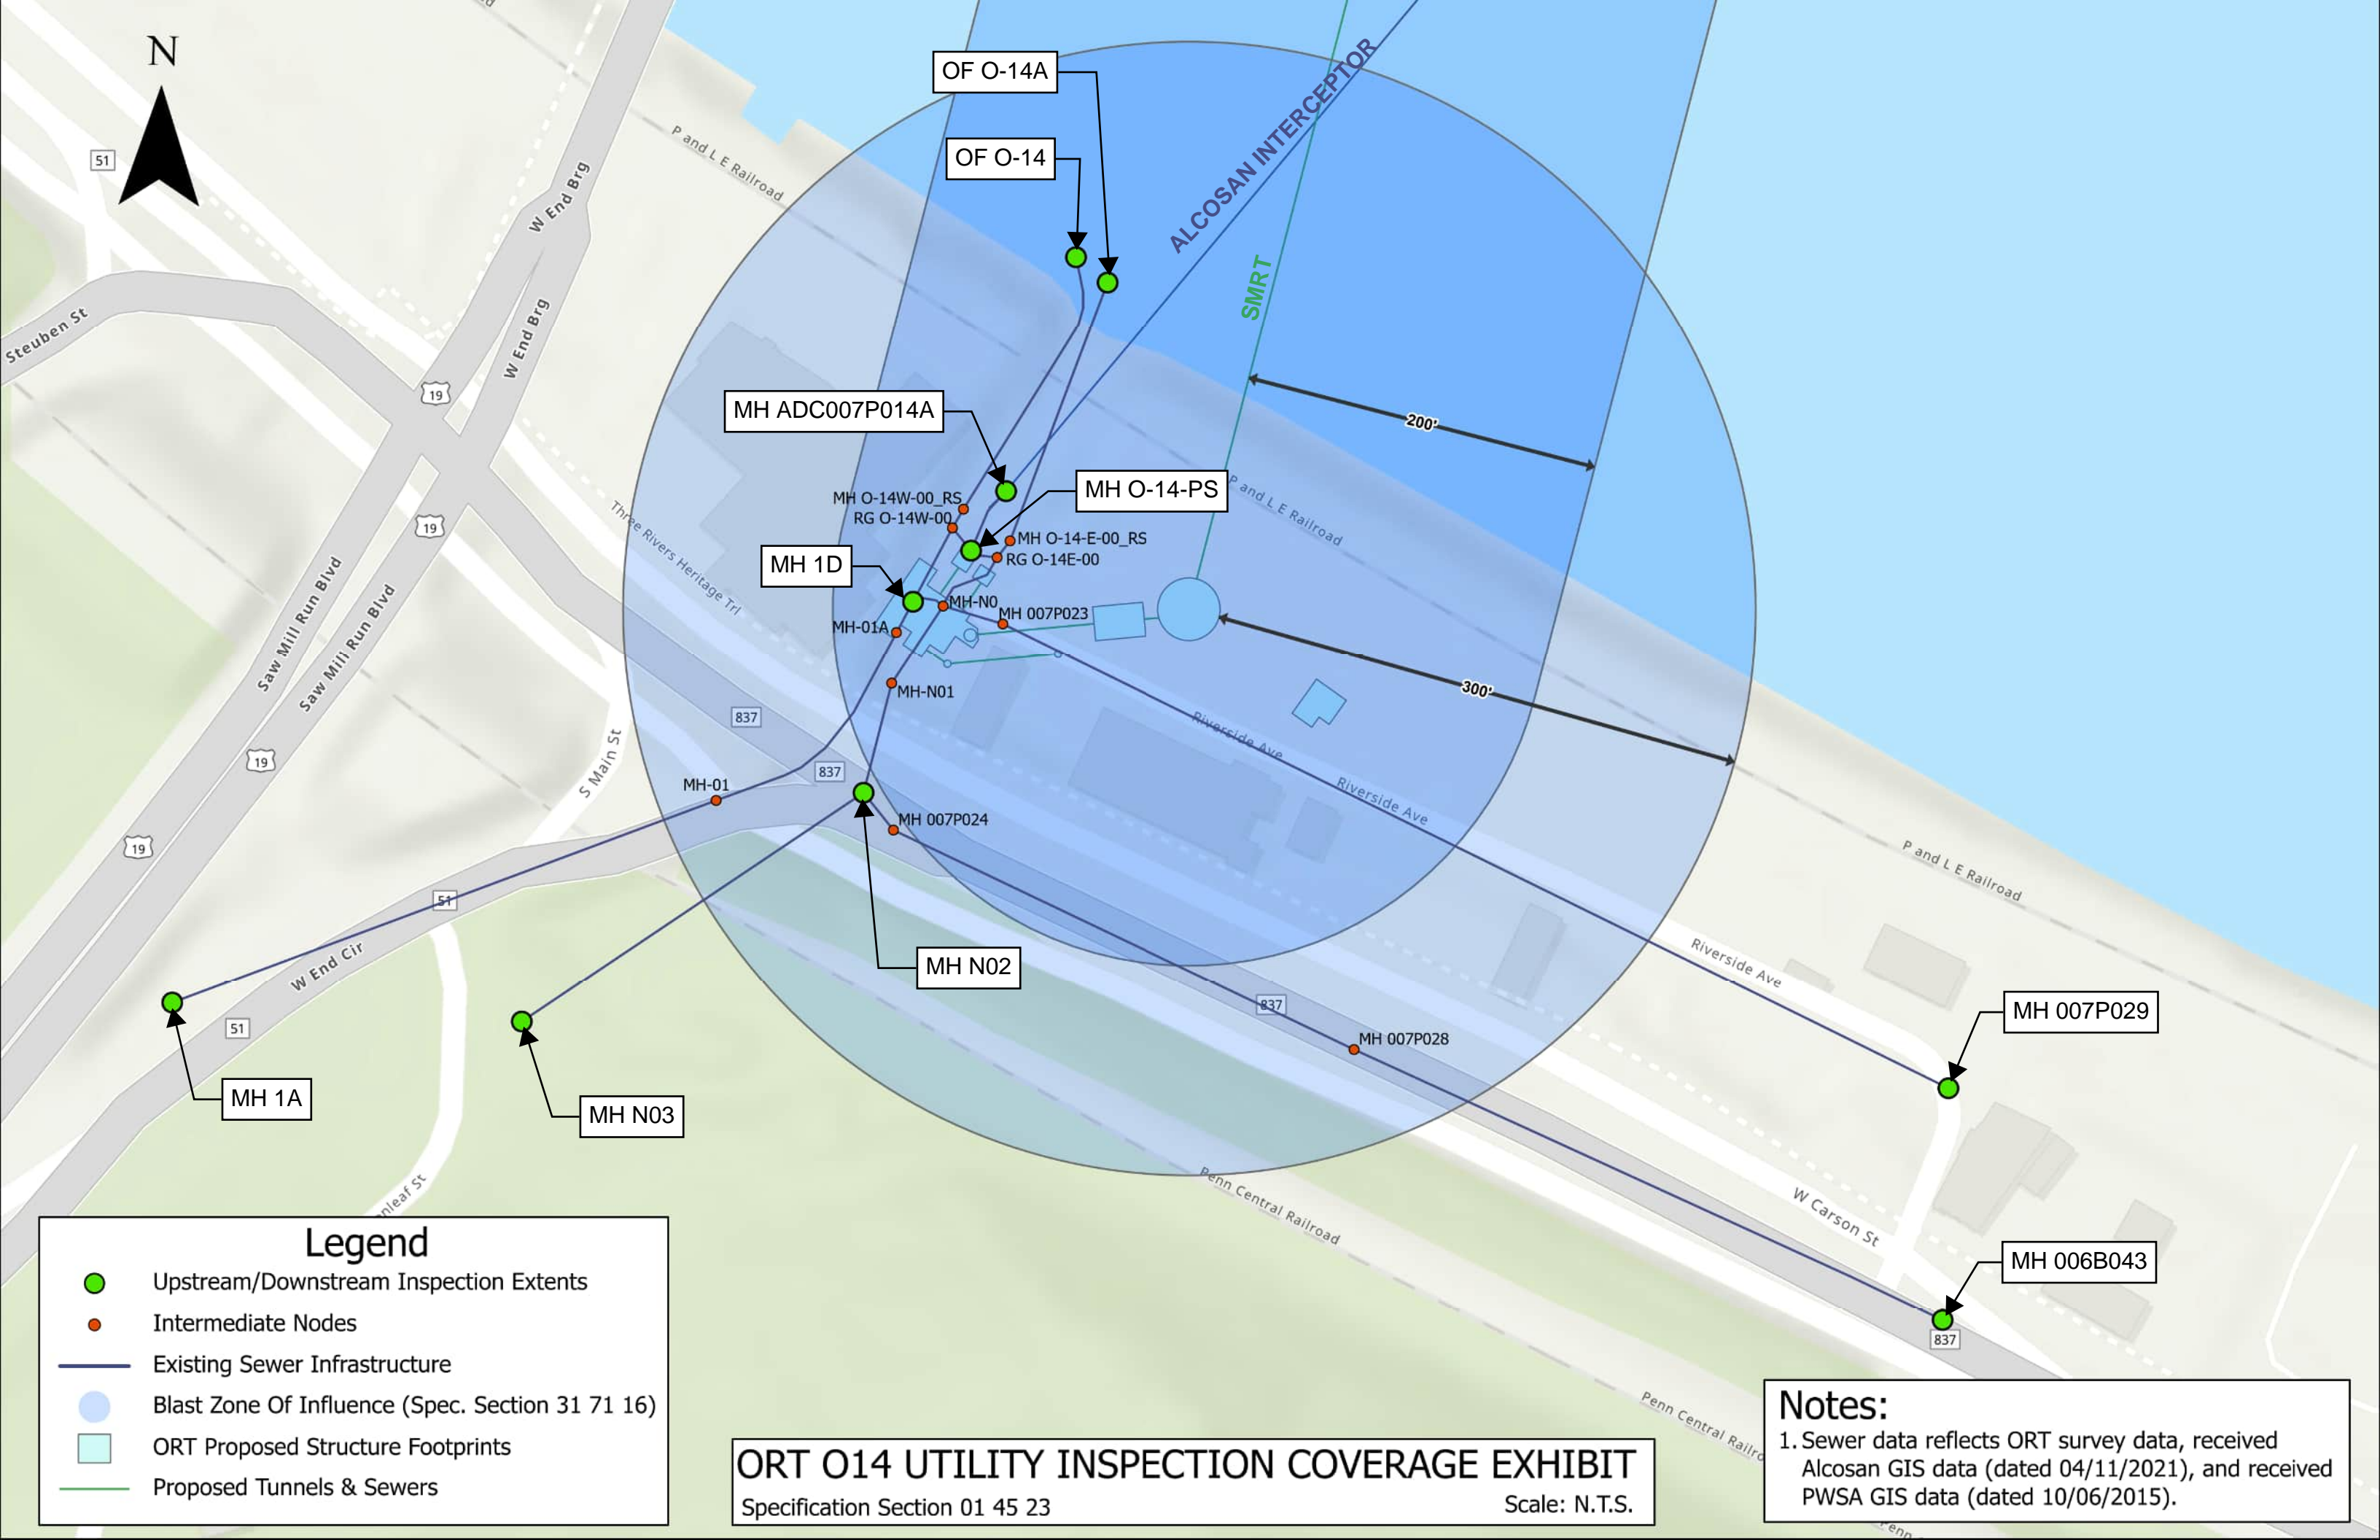 N
51
OF O-14A
OF O-14
ALCOSAN INTERCEPTOR
SMRT
P and L E Railroad
W End Brg
W End Brg
Steuben St
19
19
19
19
200'
MH ADC007P014A
MH O-14-PS
MH O-14W-00_RS
RG O-14W-00
MH O-14-E-00_RS
RG O-14E-00
P and L E Railroad
MH 1D
MH-N0
MH 007P023
MH-01A
MH-N01
Three Rivers Heritage Trl
Saw Mill Run Blvd
Saw Mill Run Blvd
300'
Riverside Ave
Riverside Ave
837
837
S Main St
MH-01
MH 007P024
P and L E Railroad
51
W End Cir
51
MH N02
837
MH 007P028
Riverside Ave
MH 007P029
MH 1A
MH N03
W Carson St
Penn Central Railroad
MH 006B043
837
nleaf St
Penn Central Railro
Penn
Legend
Upstream/Downstream Inspection Extents
Intermediate Nodes
Existing Sewer Infrastructure
Blast Zone Of Influence (Spec. Section 31 71 16)
ORT Proposed Structure Footprints
Proposed Tunnels & Sewers
ORT O14 UTILITY INSPECTION COVERAGE EXHIBIT
Specification Section 01 45 23
Scale: N.T.S.
Notes:
1. Sewer data reflects ORT survey data, received
Alcosan GIS data (dated 04/11/2021), and received
PWSA GIS data (dated 10/06/2015).